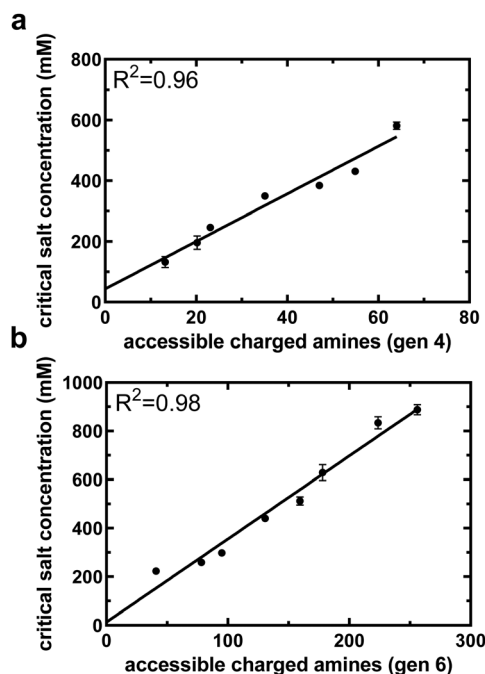 a
R²=0.96
critical salt concentration (mM)
800
600
400
200
0
0 20 40 60 80
accessible charged amines (gen 4)
b
R²=0.98
critical salt concentration (mM)
1000
800
600
400
200
0
0 100 200 300
accessible charged amines (gen 6)